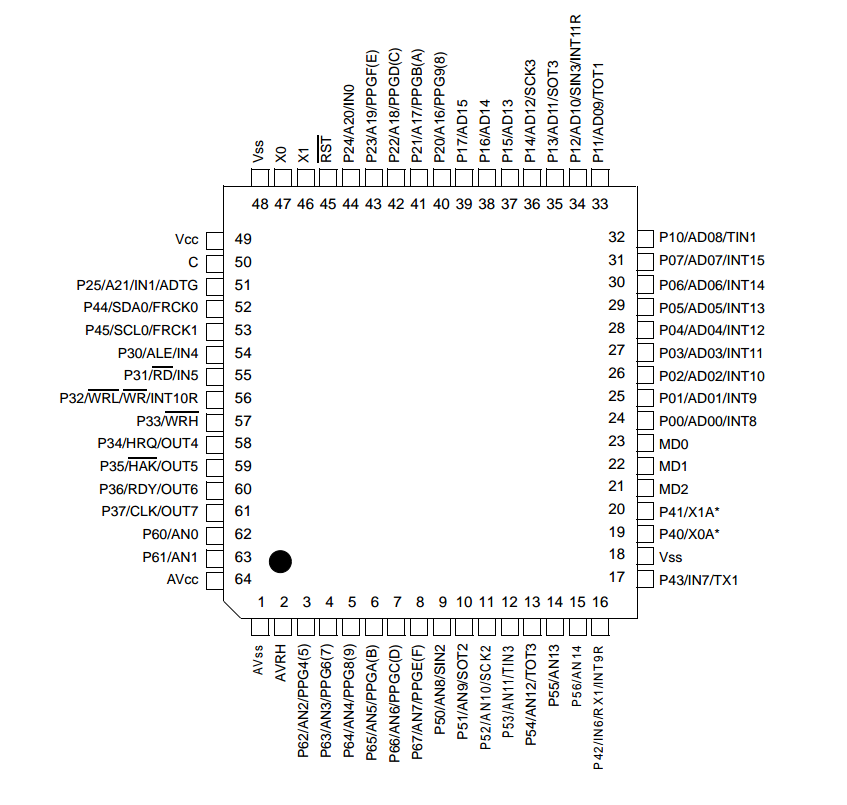 Vss
X0
X1
RST
P24/A20/IN0
P23/A19/PPGF(E)
P22/A18/PPGD(C)
P21/A17/PPGB(A)
P20/A16/PPG9(8)
P17/AD15
P16/AD14
P15/AD13
P14/AD12/SCK3
P13/AD11/SOT3
P12/AD10/SIN3/INT11R
P11/AD09/TOT1
48 47 46 45 44 43 42 41 40 39 38 37 36 35 34 33
Vcc 49
C 50
P25/A21/IN1/ADTG 51
P44/SDA0/FRCK0 52
P45/SCL0/FRCK1 53
P30/ALE/IN4 54
P31/RD/IN5 55
P32/WRL/WR/INT10R 56
P33/WRH 57
P34/HRQ/OUT4 58
P35/HAK/OUT5 59
P36/RDY/OUT6 60
P37/CLK/OUT7 61
P60/AN0 62
P61/AN1 63
AVcc 64
32 P10/AD08/TIN1
31 P07/AD07/INT15
30 P06/AD06/INT14
29 P05/AD05/INT13
28 P04/AD04/INT12
27 P03/AD03/INT11
26 P02/AD02/INT10
25 P01/AD01/INT9
24 P00/AD00/INT8
23 MD0
22 MD1
21 MD2
20 P41/X1A*
19 P40/X0A*
18 Vss
17 P43/IN7/TX1
1 2 3 4 5 6 7 8 9 10 11 12 13 14 15 16
AVss
AVRH
P62/AN2/PPG4(5)
P63/AN3/PPG6(7)
P64/AN4/PPG8(9)
P65/AN5/PPGA(B)
P66/AN6/PPGC(D)
P67/AN7/PPGE(F)
P50/AN8/SIN2
P51/AN9/SOT2
P52/AN10/SCK2
P53/AN11/TIN3
P54/AN12/TOT3
P55/AN13
P56/AN14
P42/IN6/RX1/INT9R